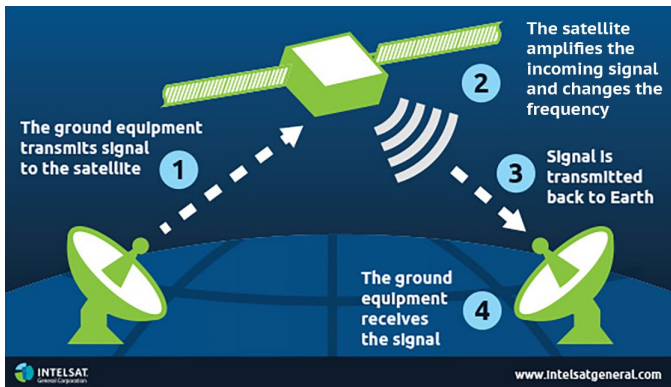 The ground equipment
transmits signal
to the satellite
1
2
The satellite
amplifies the
incoming signal
and changes the
frequency
3
Signal is
transmitted
back to Earth
The ground
equipment
receives
the signal
4
INTELSAT
General Corporation
www.intelsatgeneral.com